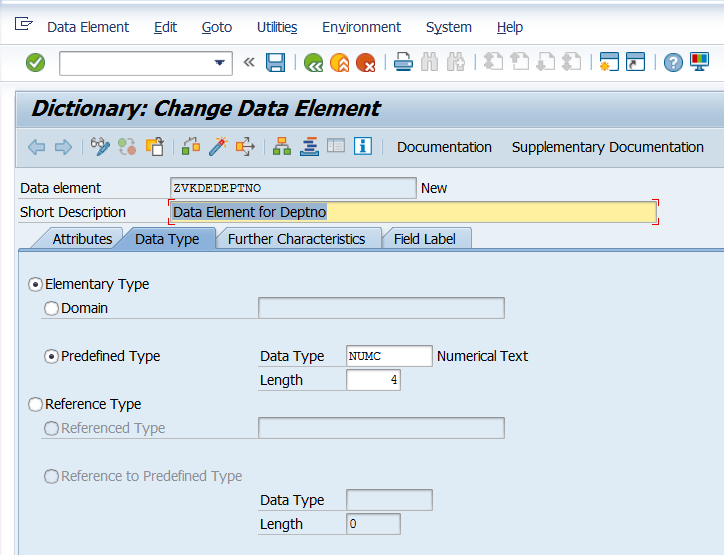 Data Element Edit Goto Utilities Environment System Help
Dictionary: Change Data Element
Documentation Supplementary Documentation
Data element ZVKDEDEPTNO New
Short Description Data Element for Deptno
Attributes Data Type Further Characteristics Field Label
Elementary Type
Domain
Predefined Type Data Type NUMC Numerical Text
Length 4
Reference Type
Referenced Type
Reference to Predefined Type
Data Type
Length 0